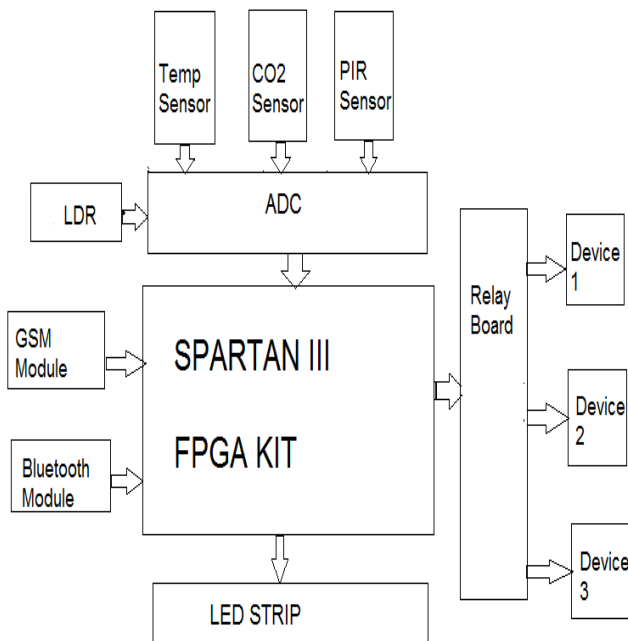 Temp
Sensor
CO2
Sensor
PIR
Sensor
LDR
ADC
GSM
Module
SPARTAN III
FPGA KIT
Bluetooth
Module
Relay
Board
Device
1
Device
2
Device
3
LED STRIP